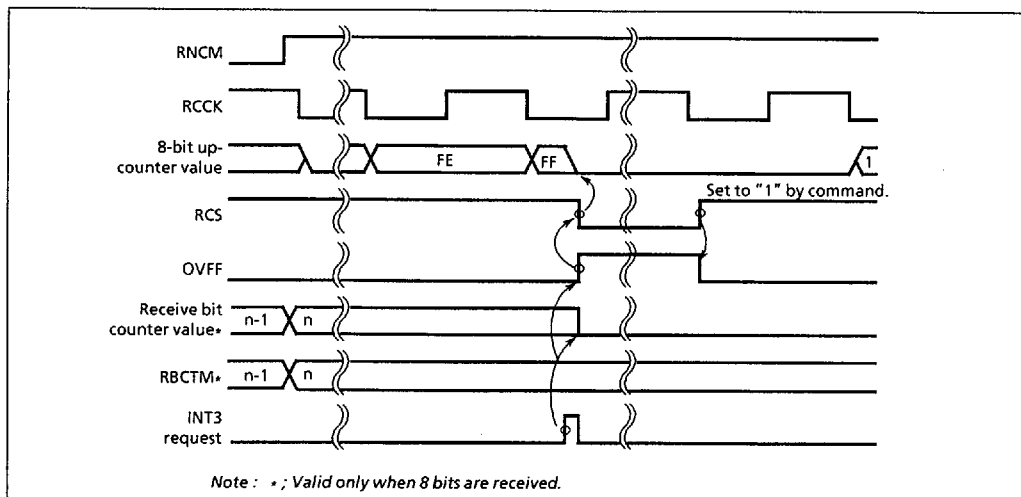 RNCM
RCCK
8-bit up-
counter value
FE
FF
1
Set to "1" by command.
RCS
OVFF
Receive bit
counter value*
n-1
n
RBCTM*
n-1
n
INT3
request
Note : * ; Valid only when 8 bits are received.